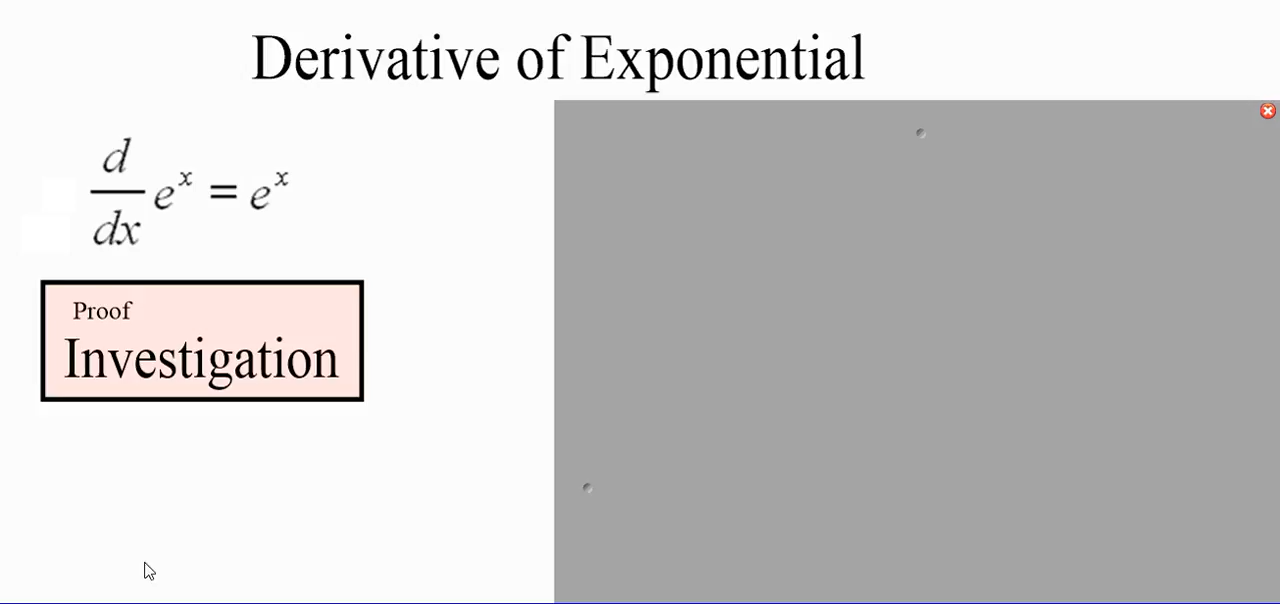 Derivative of Exponential
d/dx e^x = e^x
Proof
Investigation